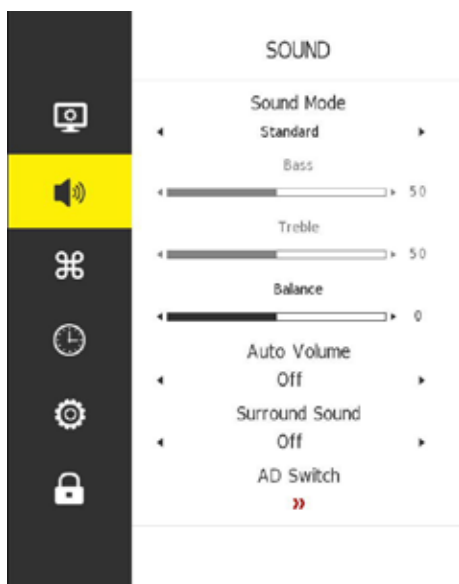 SOUND
Sound Mode
Standard
Bass
50
Treble
50
Balance
0
Auto Volume
Off
Surround Sound
Off
AD Switch